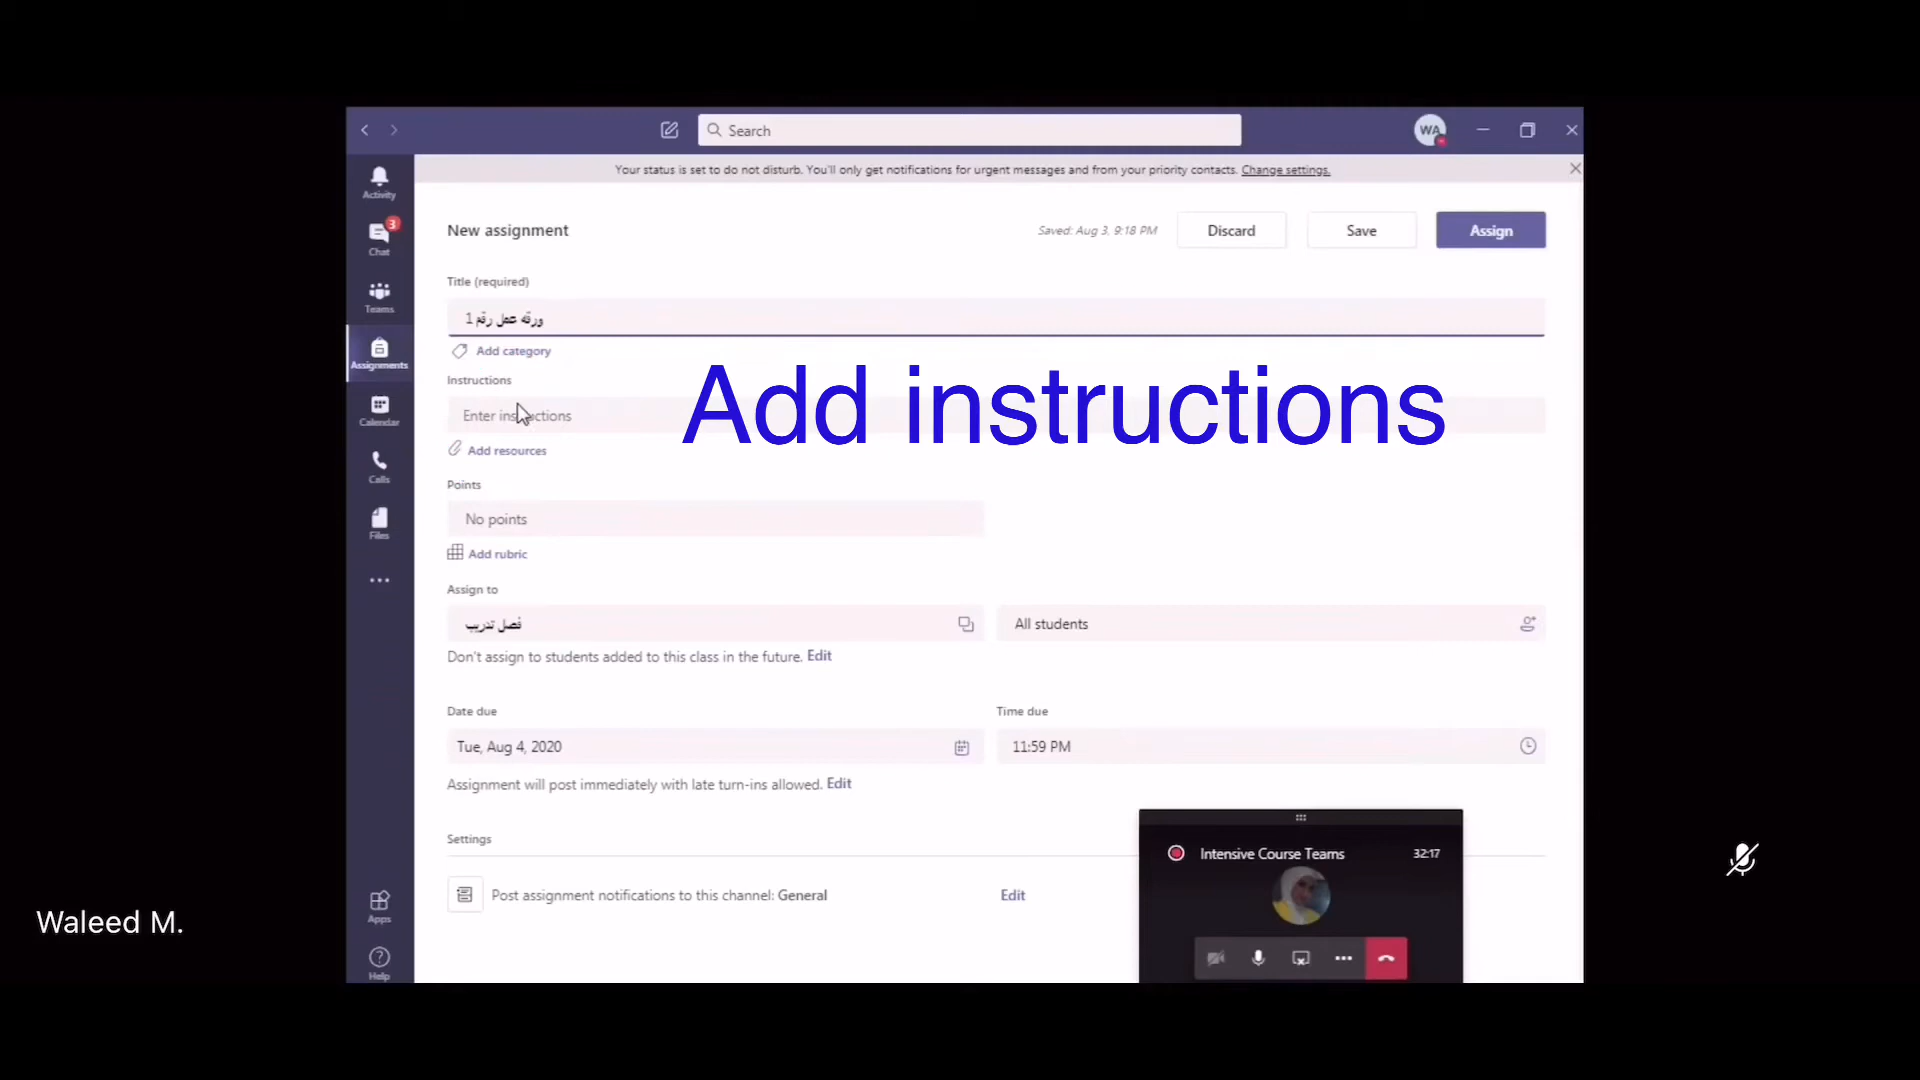 Search
WA
Your status is set to do not disturb. You'll only get notifications for urgent messages and from your priority contacts. Change settings.
Activity
3
Chat
Teams
Assignments
Calendar
Calls
Files
Apps
Help
New assignment
Saved: Aug 3, 9:18 PM
Discard
Save
Assign
Title (required)
ورقه عمل رقم 1
Add category
Instructions
Enter instructions
Add instructions
Add resources
Points
No points
Add rubric
Assign to
فصل تدريب
All students
Don't assign to students added to this class in the future. Edit
Date due
Time due
Tue, Aug 4, 2020
11:59 PM
Assignment will post immediately with late turn-ins allowed. Edit
Settings
Post assignment notifications to this channel: General
Edit
Intensive Course Teams
32:17
Waleed M.